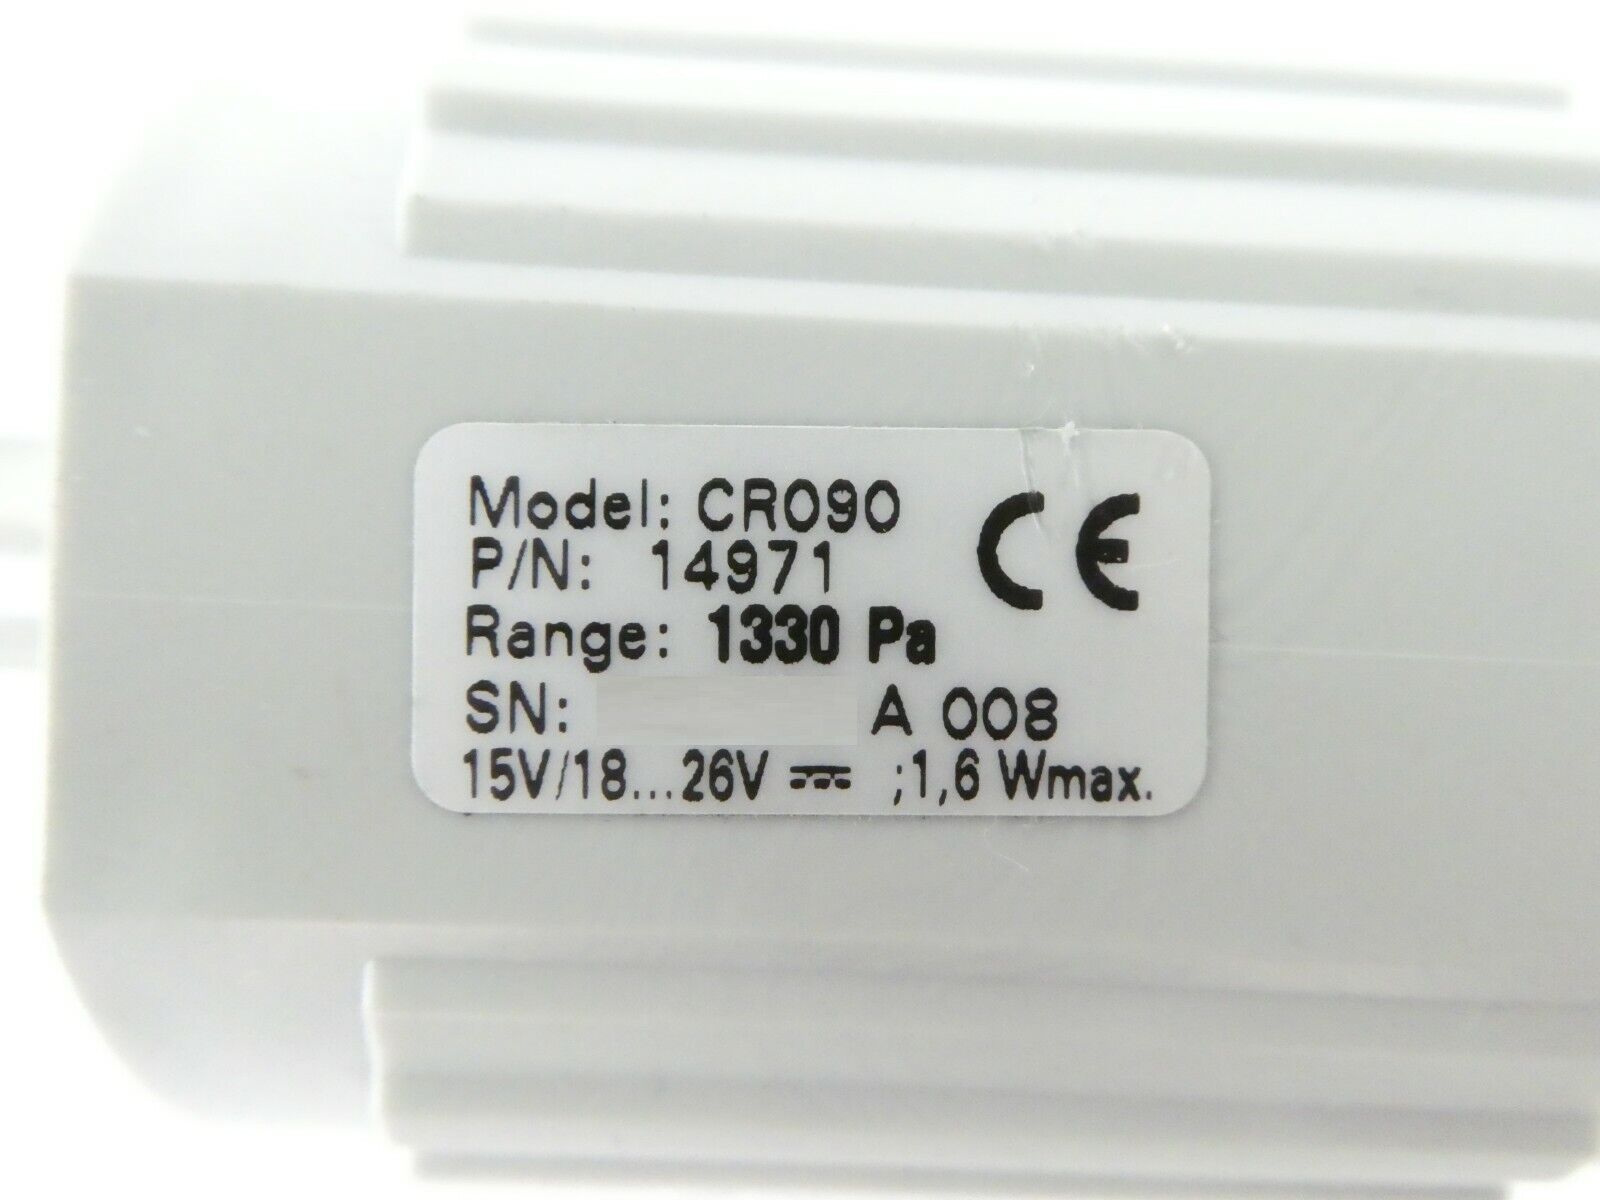 Model: CR090 CE
P/N: 14971
Range: 1330 Pa
SN: A 008
15V/18...26V ⎓ ;1,6 Wmax.